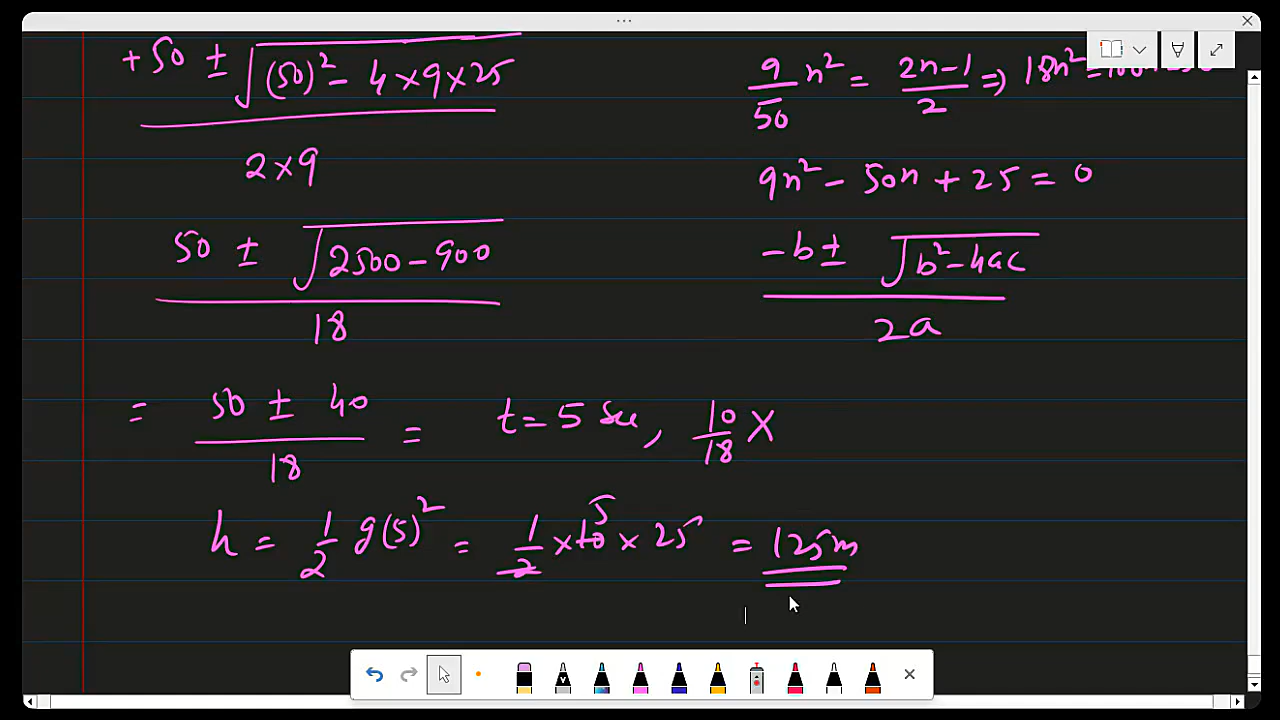 +50 ± √(50)² - 4×9×25
2×9
50 ± √2500-900
18
= 50 ± 40 / 18 = t = 5 sec, 10/18 X
h = 1/2 g(5)² = 1/2 × 10 5 × 25 = 125m
9/50 n² = 2n-1/2 ⇒ 18n²
9n² - 50n + 25 = 0
-b ± √b²-4ac
2a